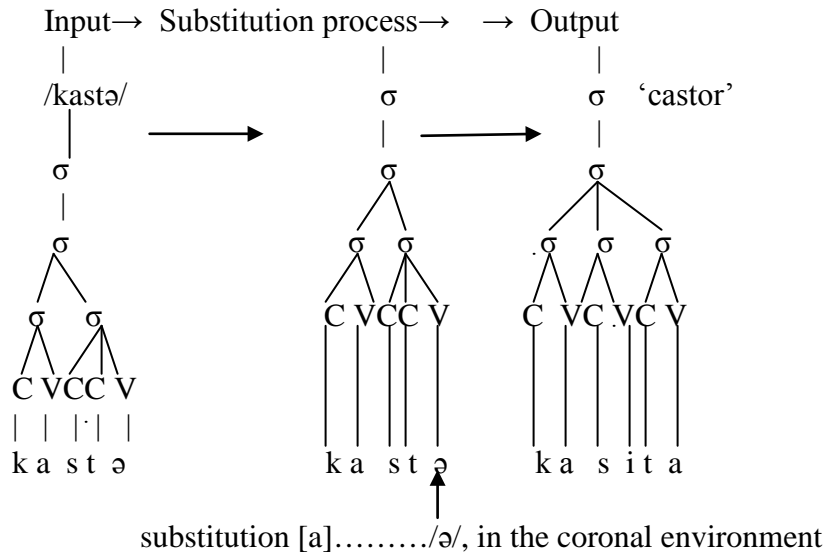 Input→ Substitution process→ → Output
| | |
/kastə/ σ σ ‘castor’
| |
σ σ σ
|
σ σ σ σ σ σ
C V C C V C V C V C V
σ σ
C V C C V
| | | | |
k a s t ə k a s t ə k a s i t a
substitution [a]………/ə/, in the coronal environment